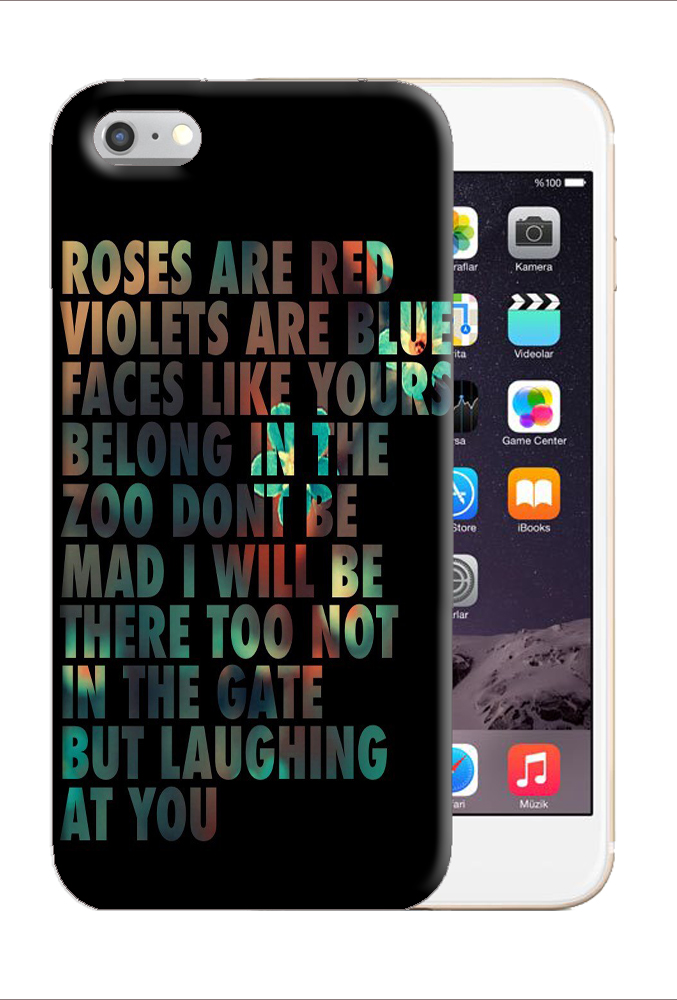 ROSES ARE RED
VIOLETS ARE BLUE
FACES LIKE YOURS
BELONG IN THE
ZOO DONT BE
MAD I WILL BE
THERE TOO NOT
IN THE GATE
BUT LAUGHING
AT YOU
%100
raflar
Kamera
rita
Videolar
rsa
Game Center
Store
iBooks
rlar
fari
Müzik